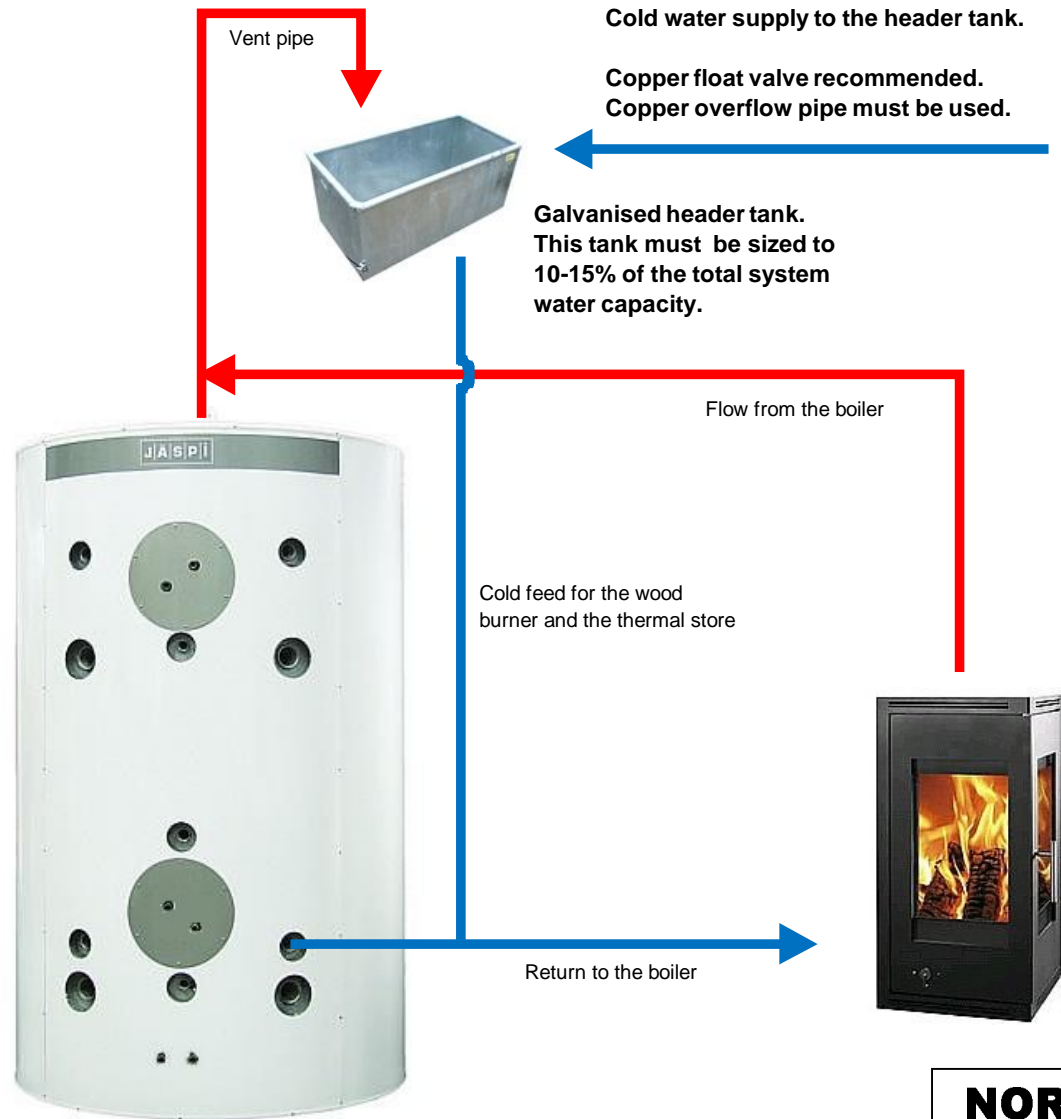 Vent pipe
Cold water supply to the header tank.
Copper float valve recommended.
Copper overflow pipe must be used.
Galvanised header tank.
This tank must be sized to
10-15% of the total system
water capacity.
Flow from the boiler
JÄSPI
Cold feed for the wood
burner and the thermal store
Return to the boiler
NOR